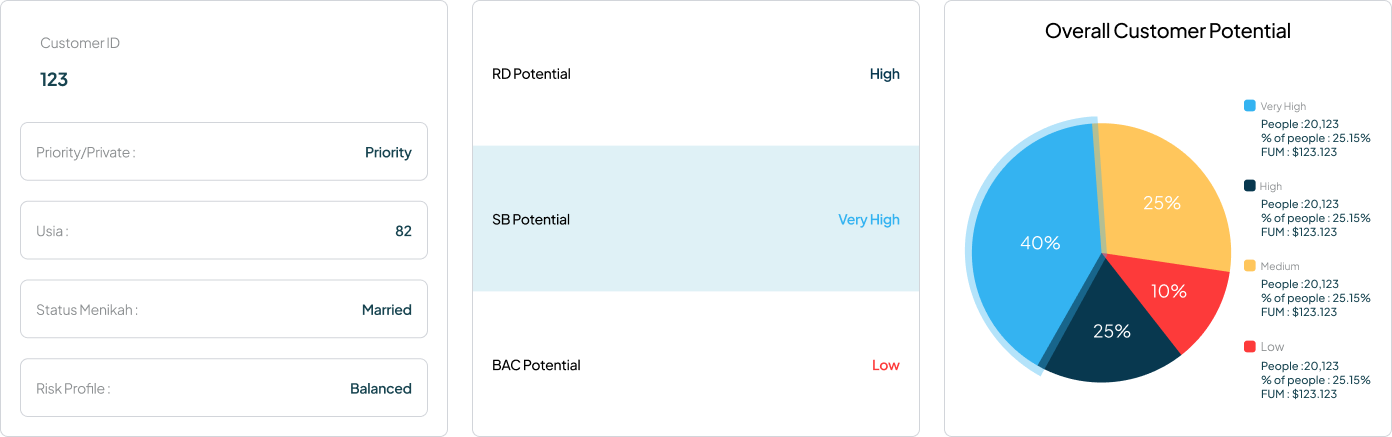 Customer ID
123
Priority/Private :
Priority
Usia :
82
Status Menikah :
Married
Risk Profile :
Balanced
RD Potential
High
SB Potential
Very High
BAC Potential
Low
Overall Customer Potential
40%
25%
10%
25%
Very High
People :20,123
% of people : 25.15%
FUM : $123.123
High
People :20,123
% of people : 25.15%
FUM : $123.123
Medium
People :20,123
% of people : 25.15%
FUM : $123.123
Low
People :20,123
% of people : 25.15%
FUM : $123.123